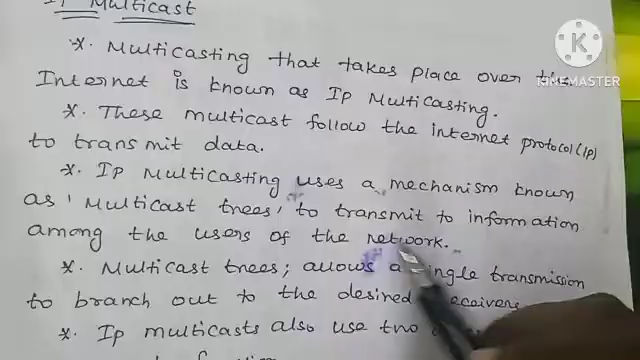 Ip Multicast
*. Multicasting that takes place over the
Internet is known as Ip Multicasting.
KINEMASTER
*. These multicast follow the internet protocol (IP)
to transmit data.
*. Ip Multicasting uses a mechanism known
as 'Multicast trees' to transmit to information
among the users of the network.
*. Multicast trees; allows a single transmission
to branch out to the desired receivers
*. Ip multicasts also use two